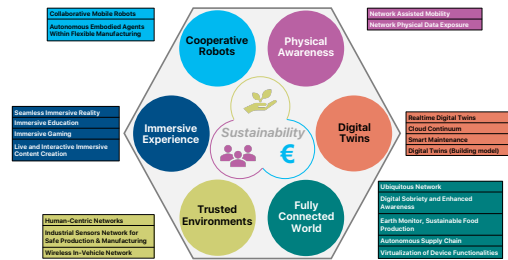 Collaborative Mobile Robots
Autonomous Embodied Agents
Within Flexible Manufacturing
Cooperative
Robots
Physical
Awareness
Network Assisted Mobility
Network Physical Data Exposure
Seamless Immersive Reality
Immersive Education
Immersive Gaming
Live and Interactive Immersive
Content Creation
Immersive
Experience
Sustainability
€
Digital
Twins
Realtime Digital Twins
Cloud Continuum
Smart Maintenance
Digital Twins (Building model)
Human-Centric Networks
Industrial Sensors Network for
Safe Production & Manufacturing
Wireless In-Vehicle Network
Trusted
Environments
Fully
Connected
World
Ubiquitous Network
Digital Sobriety and Enhanced
Awareness
Earth Monitor, Sustainable Food
Production
Autonomous Supply Chain
Virtualization of Device Functionalities